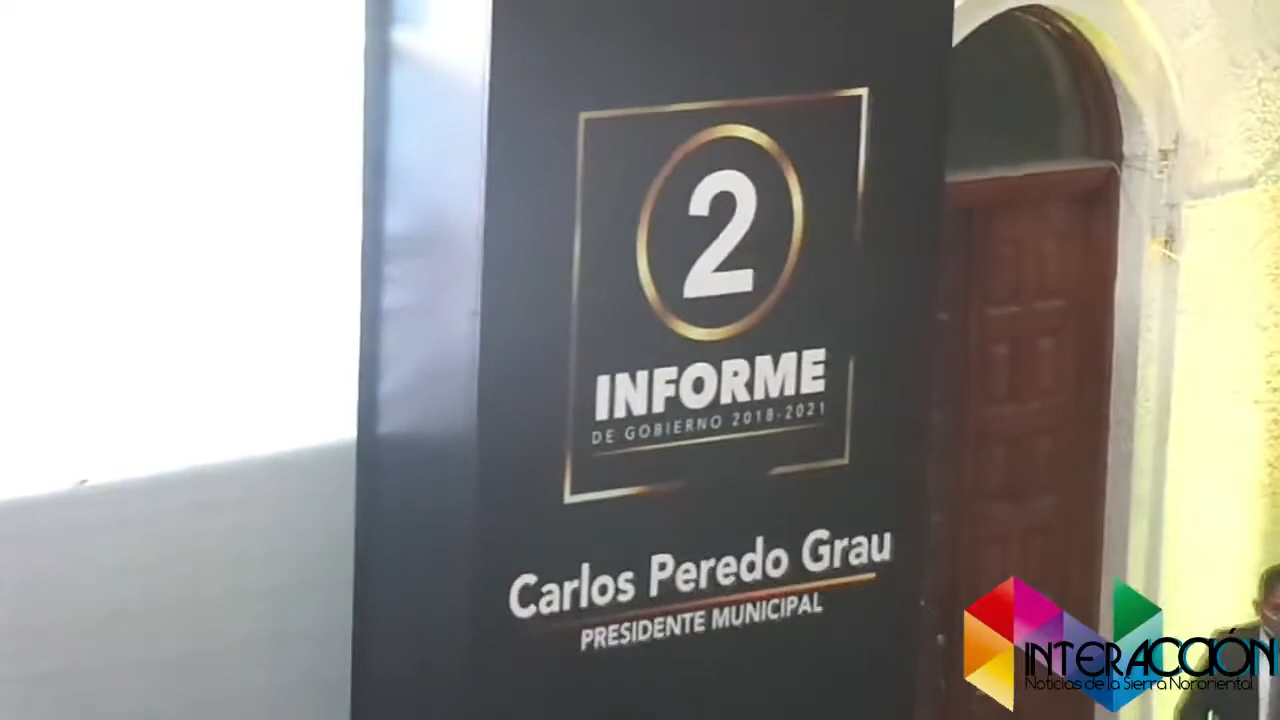 2
INFORME
DE GOBIERNO 2018-2021
Carlos Peredo Grau
PRESIDENTE MUNICIPAL
INTERACCIÓN
Noticias de la Sierra Nororiental